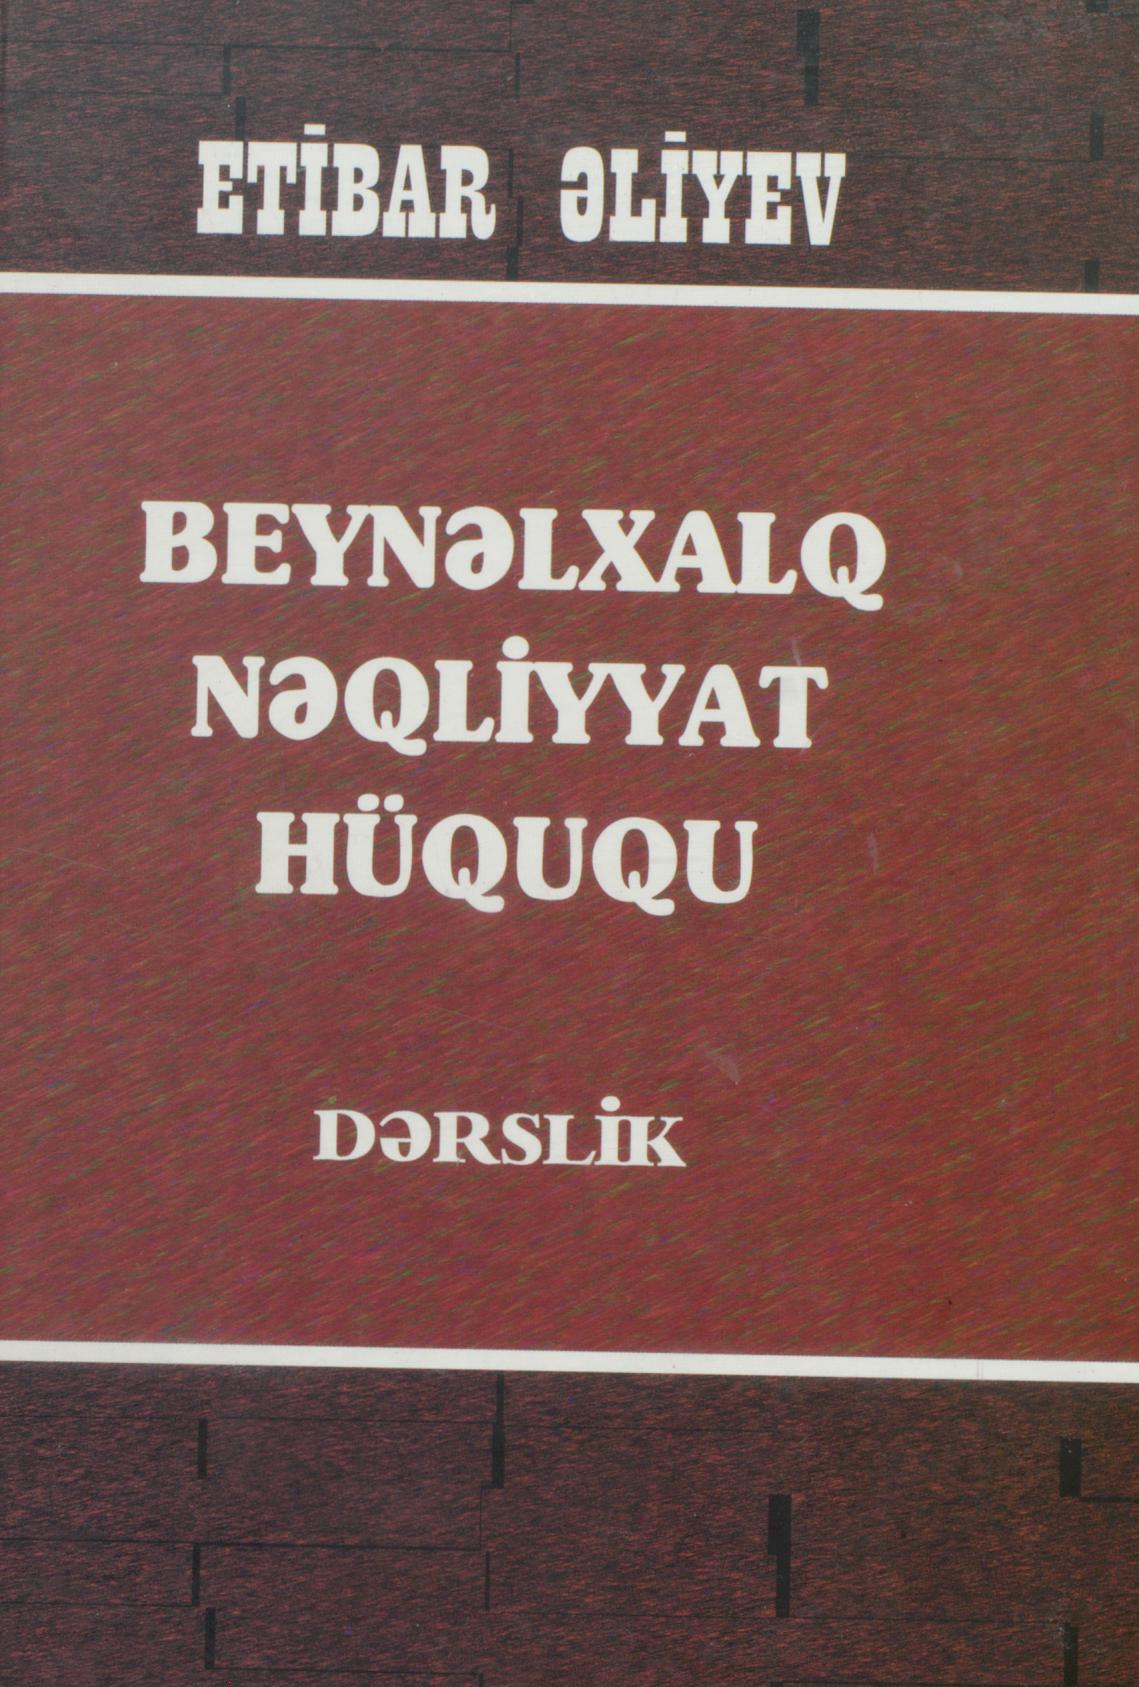 ETİBAR ƏLİYEV
BEYNƏLXALQ
NƏQLİYYAT
HÜQUQU
DƏRSLİK